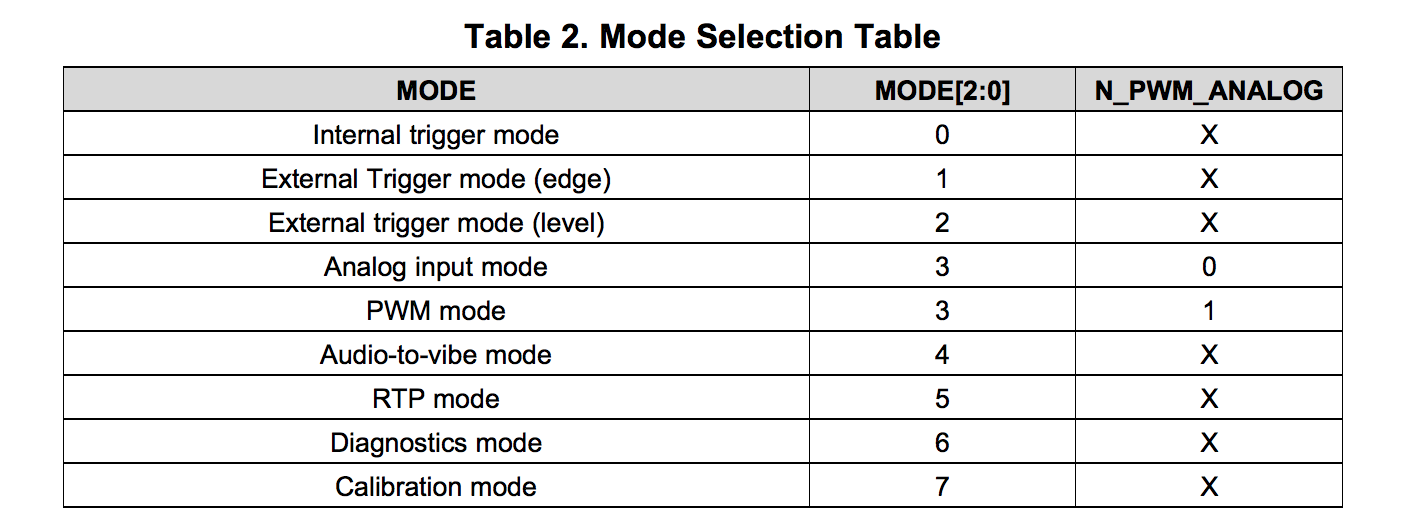 Table 2. Mode Selection Table
MODE MODE[2:0] N_PWM_ANALOG
Internal trigger mode 0 X
External Trigger mode (edge) 1 X
External trigger mode (level) 2 X
Analog input mode 3 0
PWM mode 3 1
Audio-to-vibe mode 4 X
RTP mode 5 X
Diagnostics mode 6 X
Calibration mode 7 X